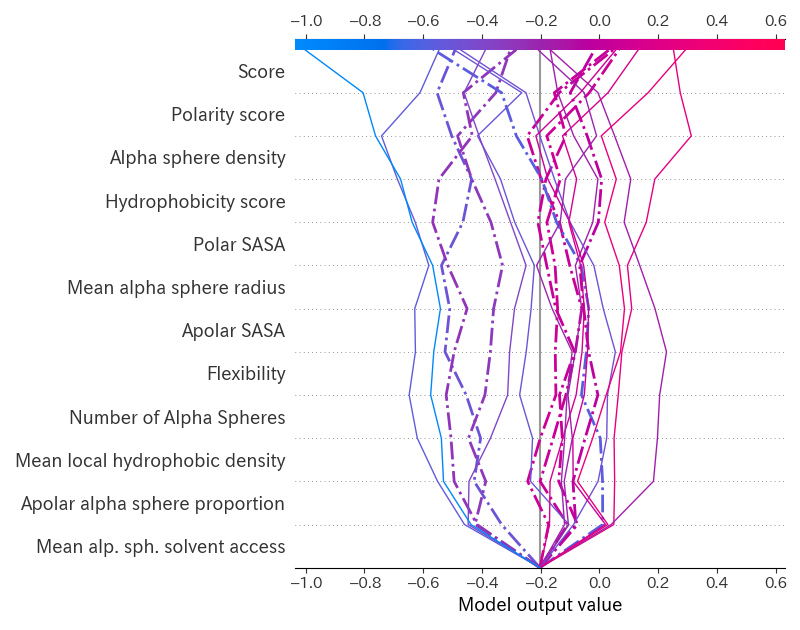 −1.0 −0.8 −0.6 −0.4 −0.2 0.0 0.2 0.4 0.6
Score
Polarity score
Alpha sphere density
Hydrophobicity score
Polar SASA
Mean alpha sphere radius
Apolar SASA
Flexibility
Number of Alpha Spheres
Mean local hydrophobic density
Apolar alpha sphere proportion
Mean alp. sph. solvent access
−1.0 −0.8 −0.6 −0.4 −0.2 0.0 0.2 0.4 0.6
Model output value